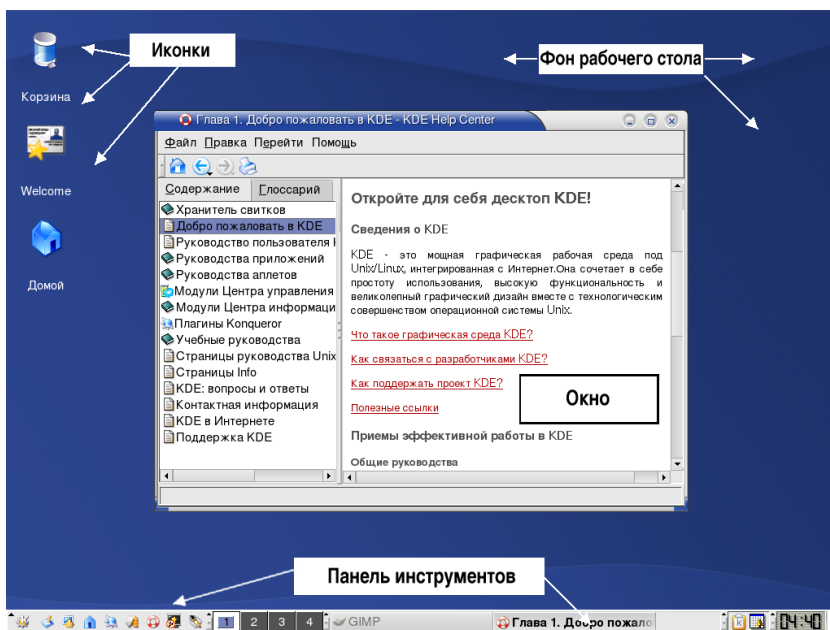 Иконки
Фон рабочего стола
Корзина
Welcome
Домой
Глава 1. Добро пожаловать в KDE - KDE Help Center
Файл Правка Перейти Помощь
Содержание Глоссарий
Хранитель свитков
Добро пожаловать в KDE
Руководство пользователя
Руководства приложений
Руководства аплетов
Модули Центра управления
Модули Центра информаци
Плагины Konqueror
Учебные руководства
Страницы руководства Unix
Страницы Info
KDE: вопросы и ответы
Контактная информация
KDE в Интернете
Поддержка KDE
Откройте для себя десктоп KDE!
Сведения о KDE
KDE - это мощная графическая рабочая среда под
Unix/Linux, интегрированная с Интернет.Она сочетает в себе
простоту использования, высокую функциональность и
великолепный графический дизайн вместе с технологическим
совершенством операционной системы Unix.
Что такое графическая среда KDE?
Как связаться с разработчиками KDE?
Как поддержать проект KDE?
Полезные ссылки
Окно
Приемы эффективной работы в KDE
Общие руководства
Панель инструментов
1 2 3 4
GIMP
Глава 1. Добро пожало
04:40